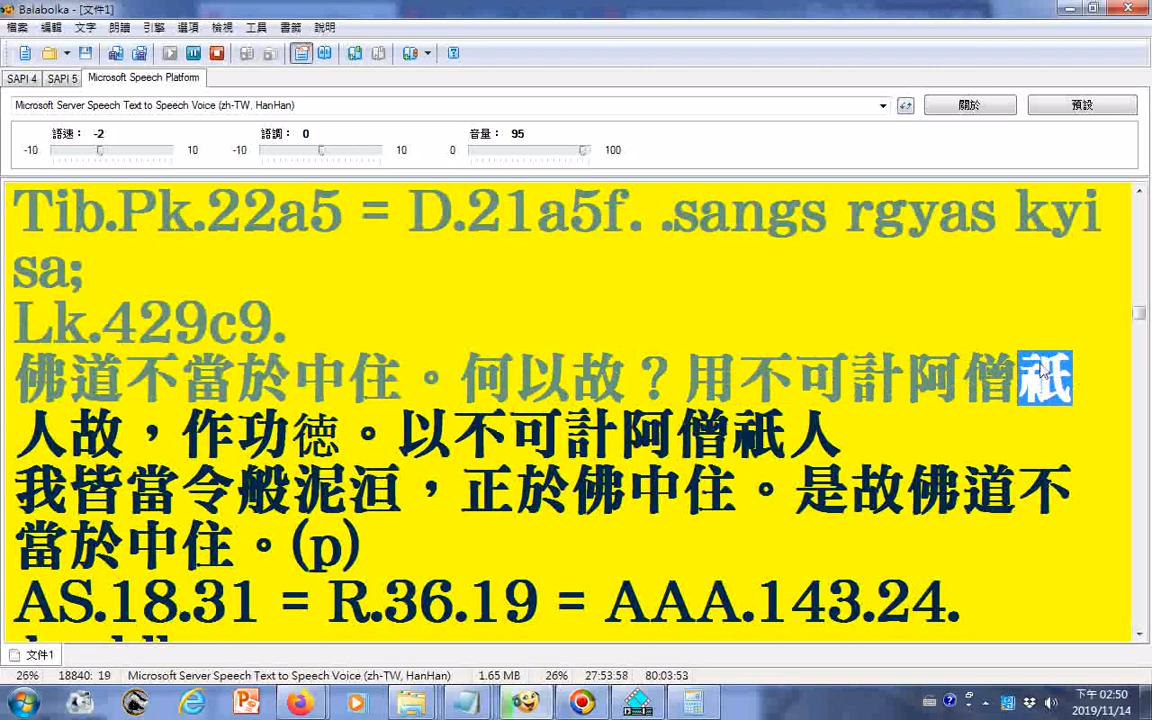 Balabolka - [文件1]
檔案 編輯 文字 朗讀 引擎 選項 檢視 工具 書籤 說明
SAPI 4 SAPI 5 Microsoft Speech Platform
Microsoft Server Speech Text to Speech Voice (zh-TW, HanHan) 關於 預設
語速： -2 語調： 0 音量： 95
-10 10 -10 10 0 100
Tib.Pk.22a5 = D.21a5f. .sangs rgyas kyi
sa;
Lk.429c9.
佛道不當於中住。何以故？用不可計阿僧祇
人故，作功德。以不可計阿僧祇人
我皆當令般泥洹，正於佛中住。是故佛道不
當於中住。(p)
AS.18.31 = R.36.19 = AAA.143.24.
文件1
26% 18840: 19 Microsoft Server Speech Text to Speech Voice (zh-TW, HanHan) 1.65 MB 26% 27:53:58 80:03:53
下午 02:50
2019/11/14